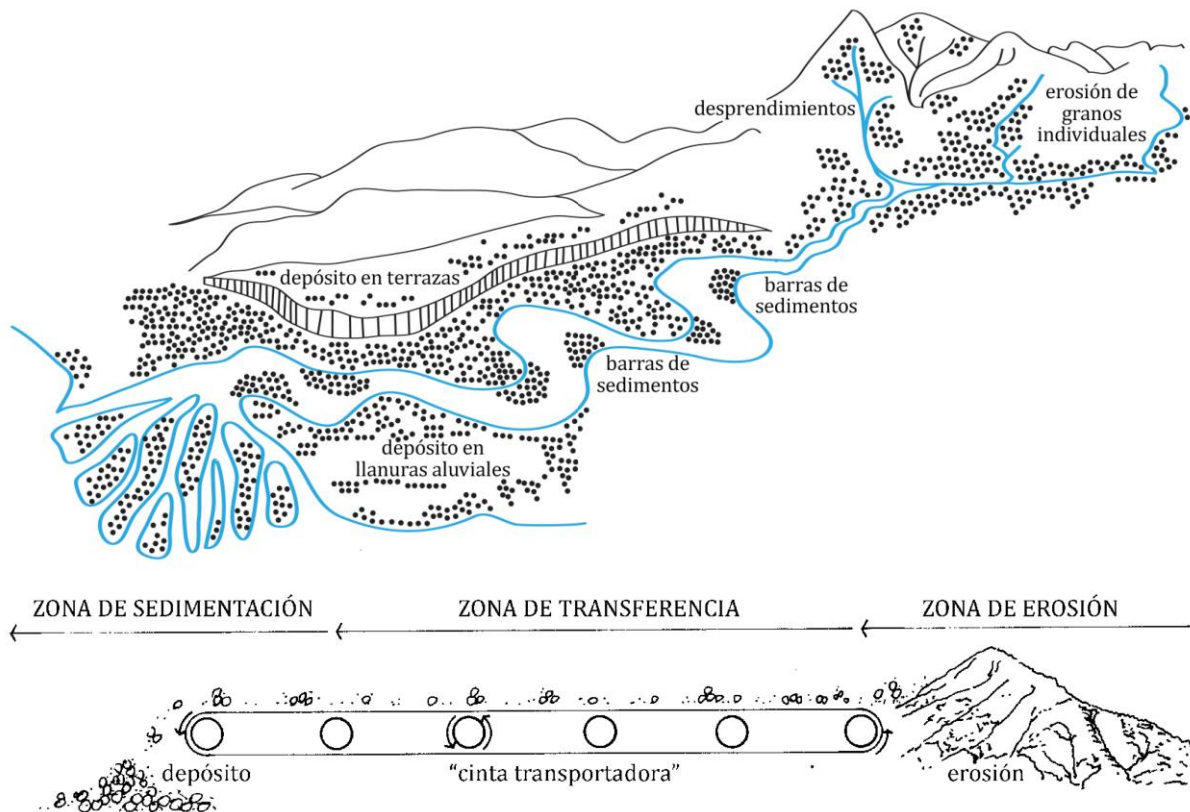 desprendimientos
erosión de
granos
individuales
depósito en terrazas
barras de
sedimentos
barras de
sedimentos
depósito en
llanuras aluviales
ZONA DE SEDIMENTACIÓN
ZONA DE TRANSFERENCIA
ZONA DE EROSIÓN
depósito
“cinta transportadora”
erosión